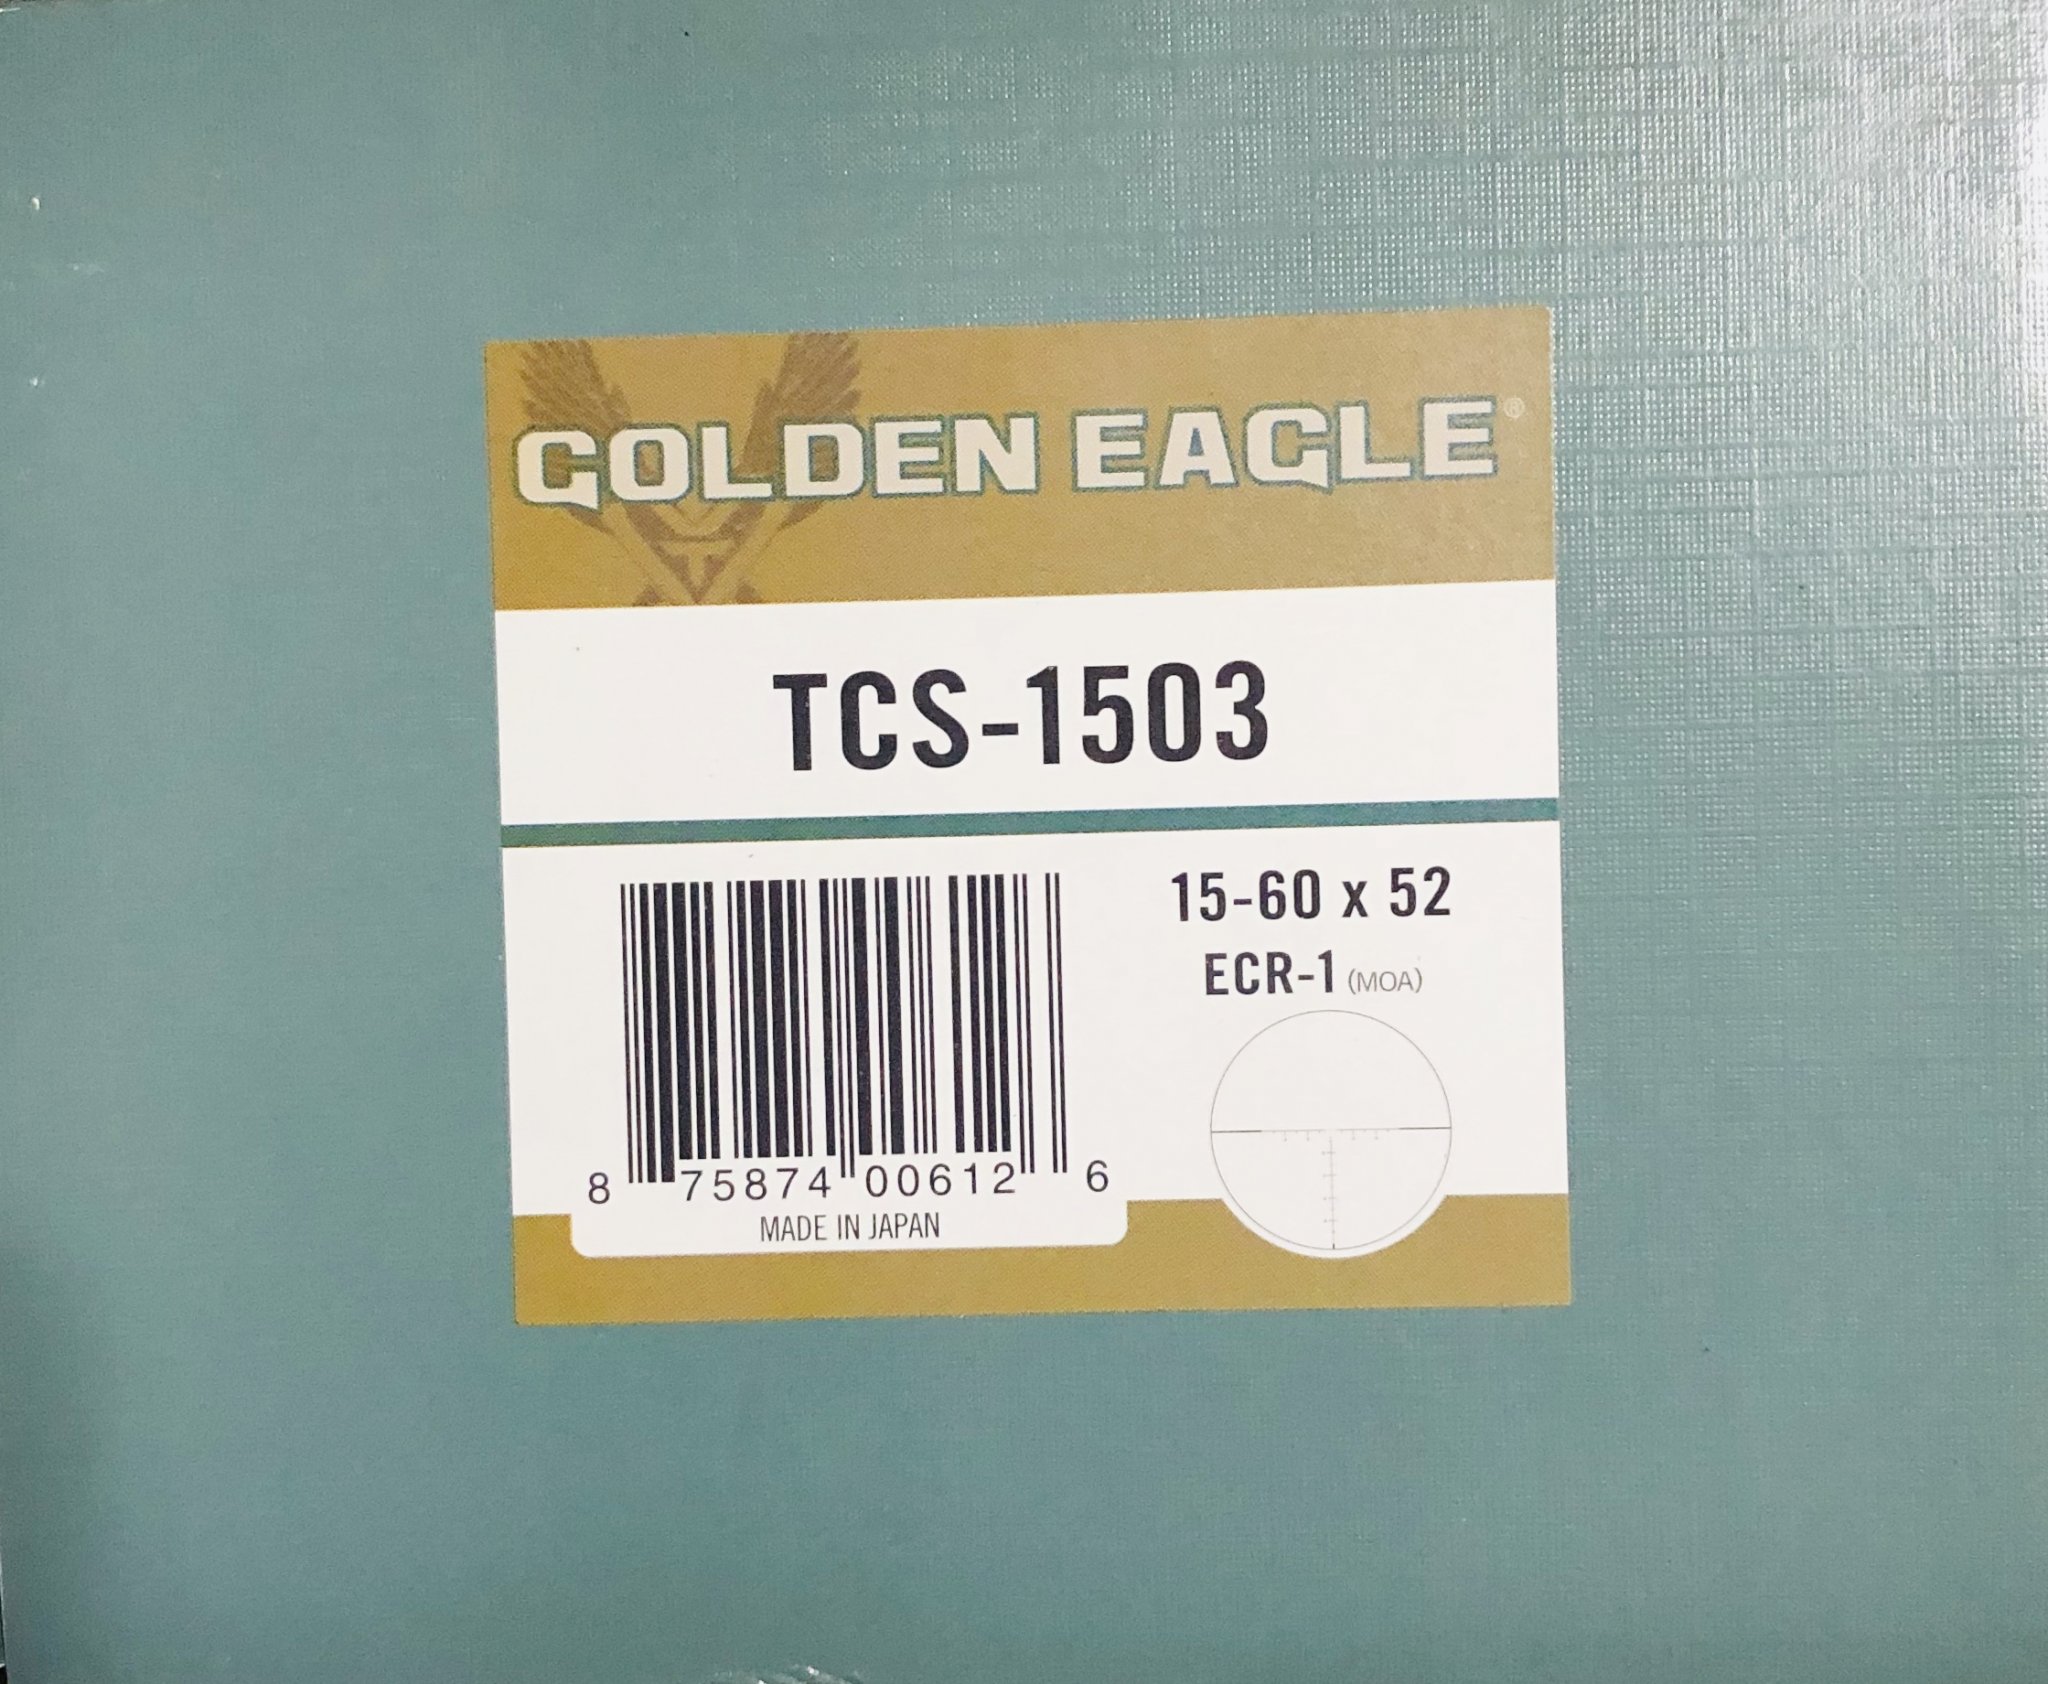 GOLDEN EAGLE®
TCS-1503
15-60 x 52
ECR-1 (MOA)
8 75874 00612 6
MADE IN JAPAN